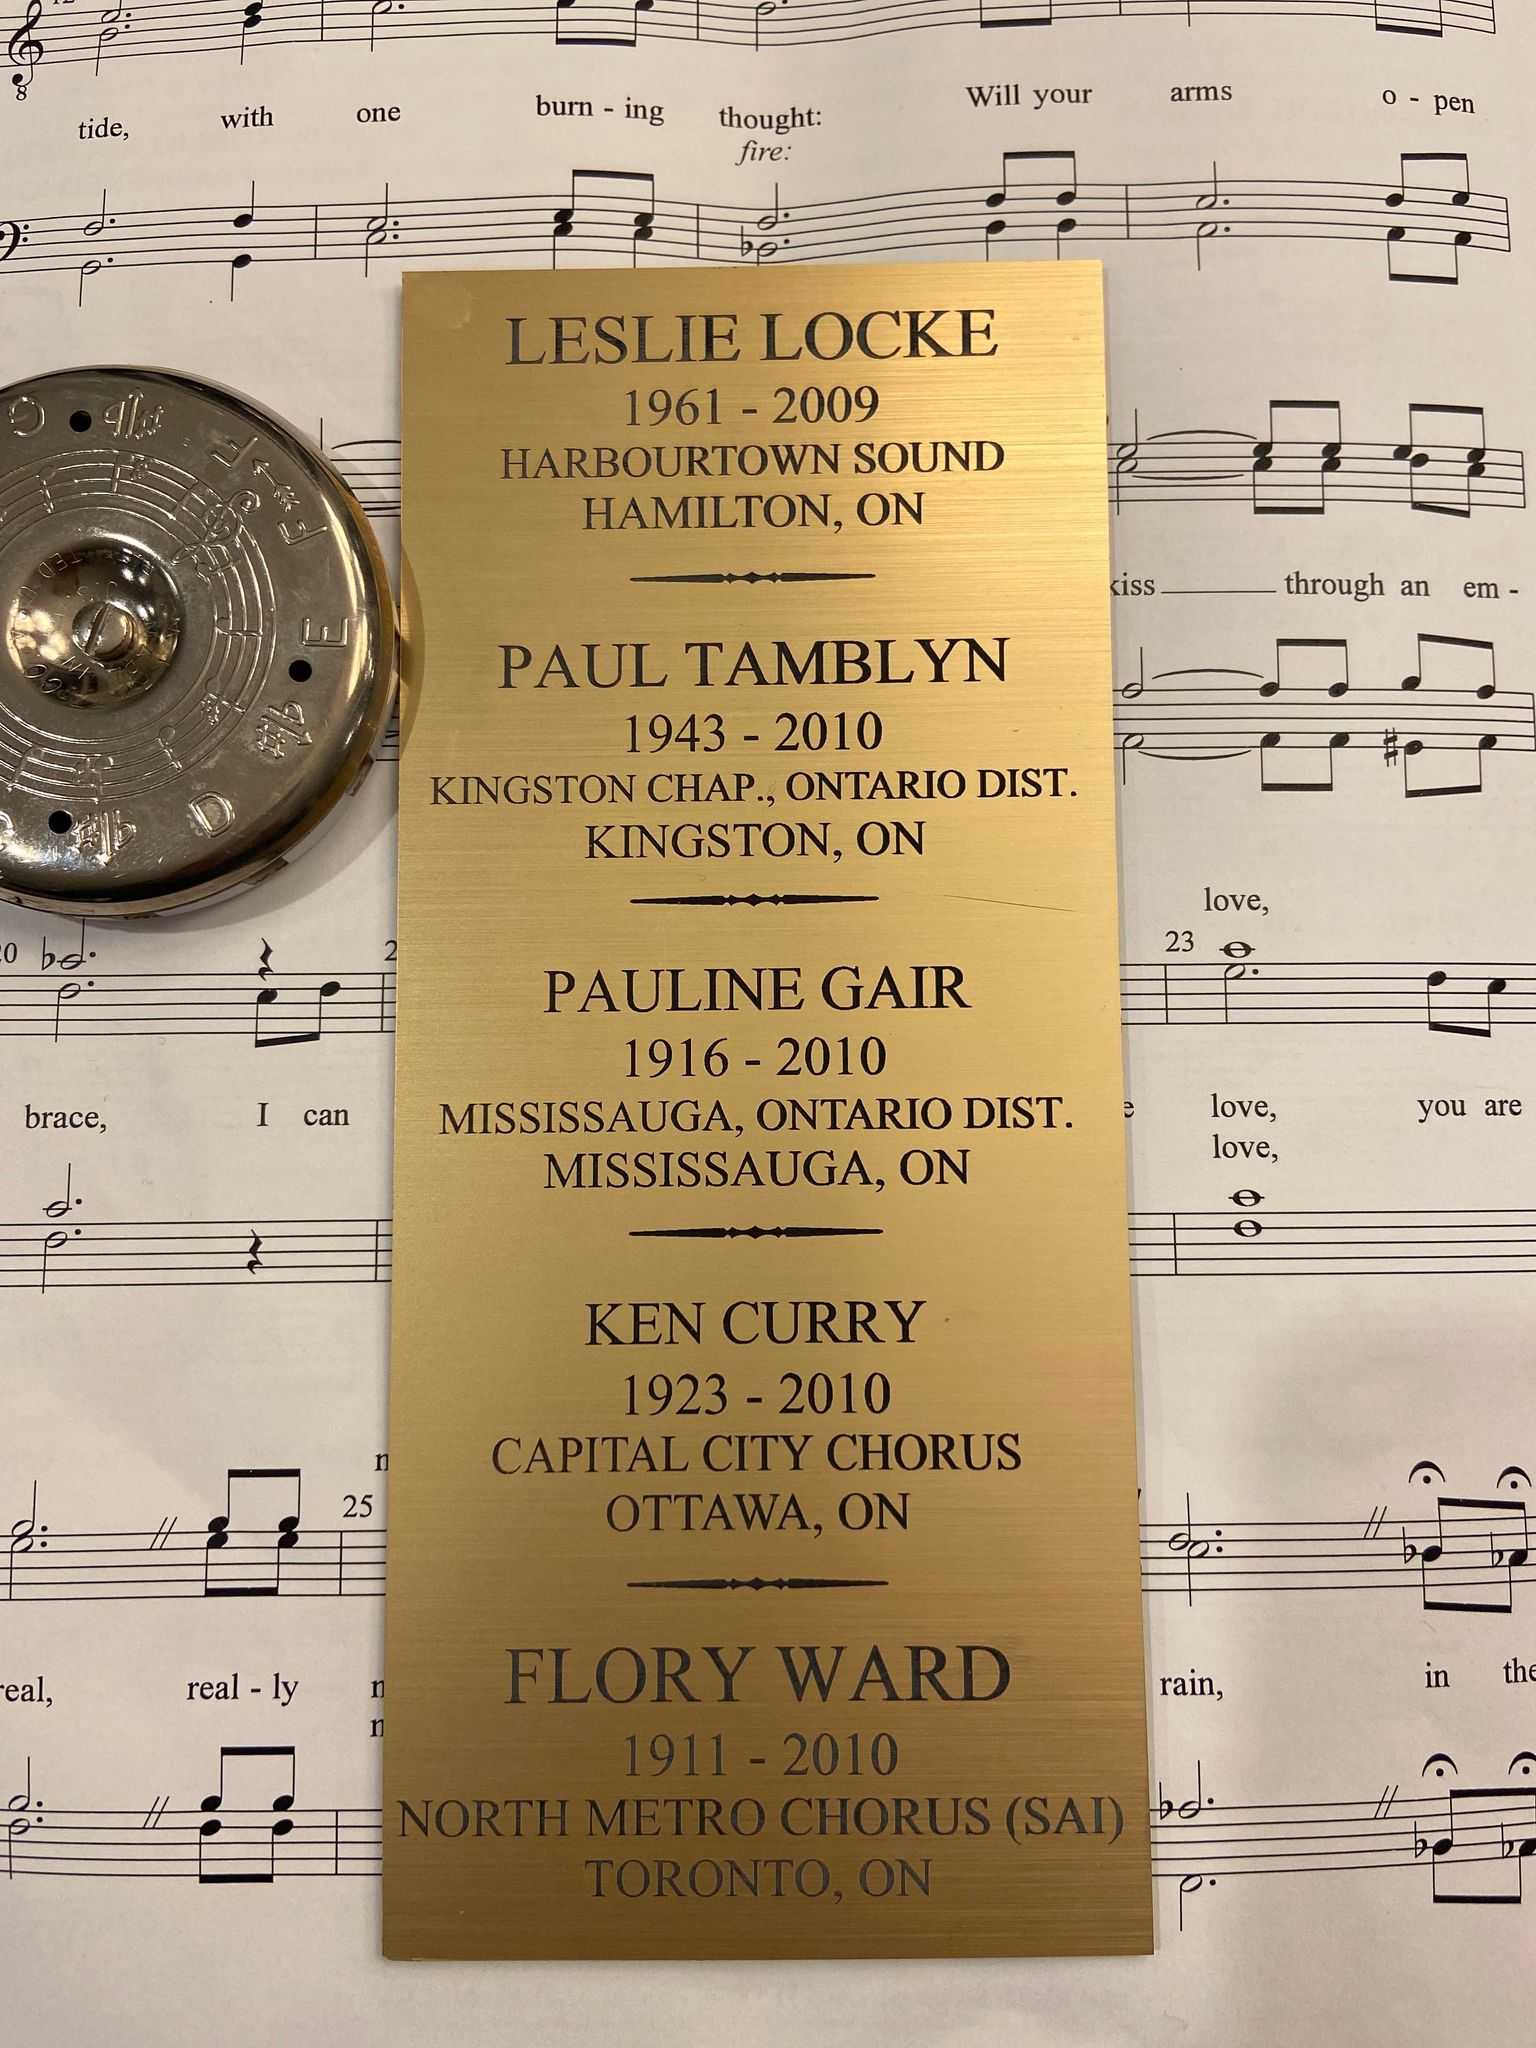 tide, with one burn - ing thought: Will your arms o - pen
fire:
8
LESLIE LOCKE
1961 - 2009
HARBOURTOWN SOUND
HAMILTON, ON
PAUL TAMBLYN
1943 - 2010
KINGSTON CHAP., ONTARIO DIST.
KINGSTON, ON
PAULINE GAIR
1916 - 2010
MISSISSAUGA, ONTARIO DIST.
MISSISSAUGA, ON
KEN CURRY
1923 - 2010
CAPITAL CITY CHORUS
OTTAWA, ON
FLORY WARD
1911 - 2010
NORTH METRO CHORUS (SAI)
TORONTO, ON
G
F
E
D
kiss through an em -
love,
23
brace, I can love, you are
love,
25
real, real - ly rain, in the